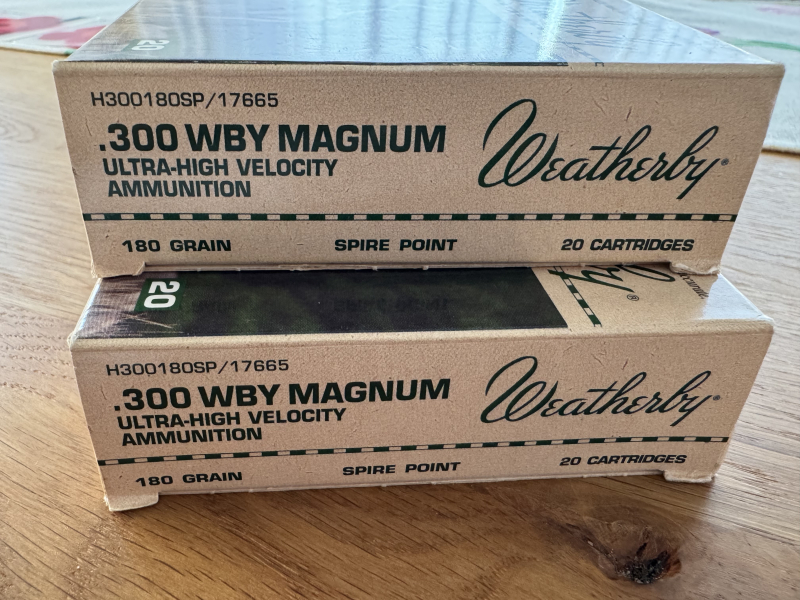 20
H300180SP/17665
.300 WBY MAGNUM
ULTRA-HIGH VELOCITY
AMMUNITION
Weatherby®
180 GRAIN SPIRE POINT 20 CARTRIDGES
20
®
H300180SP/17665
.300 WBY MAGNUM
ULTRA-HIGH VELOCITY
AMMUNITION
Weatherby®
180 GRAIN SPIRE POINT 20 CARTRIDGES